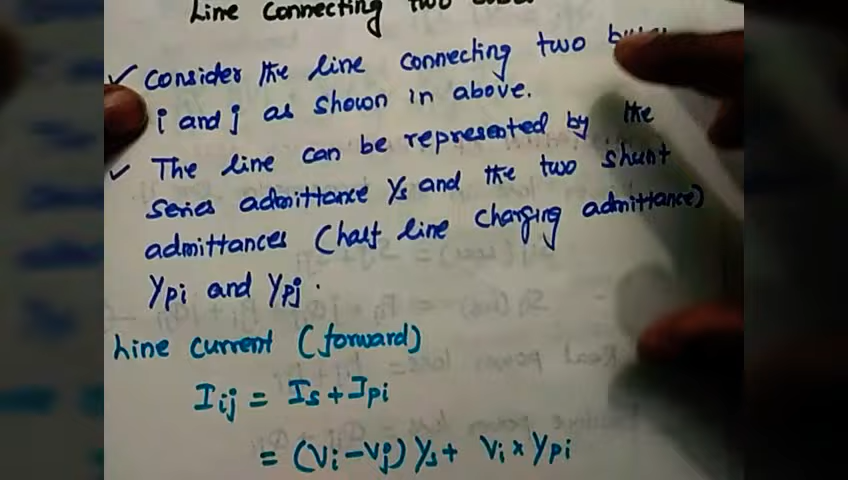 Line Connecting two
✓ Consider the line connecting two
i and j as shown in above.
✓ The line can be represented by the
series admittance Ys and the two shunt
admittances (half line charging admittance)
Ypi and Ypj.
Line current (forward)
Iij = Is + Ipi
= (Vi - Vj) Ys + Vi × Ypi